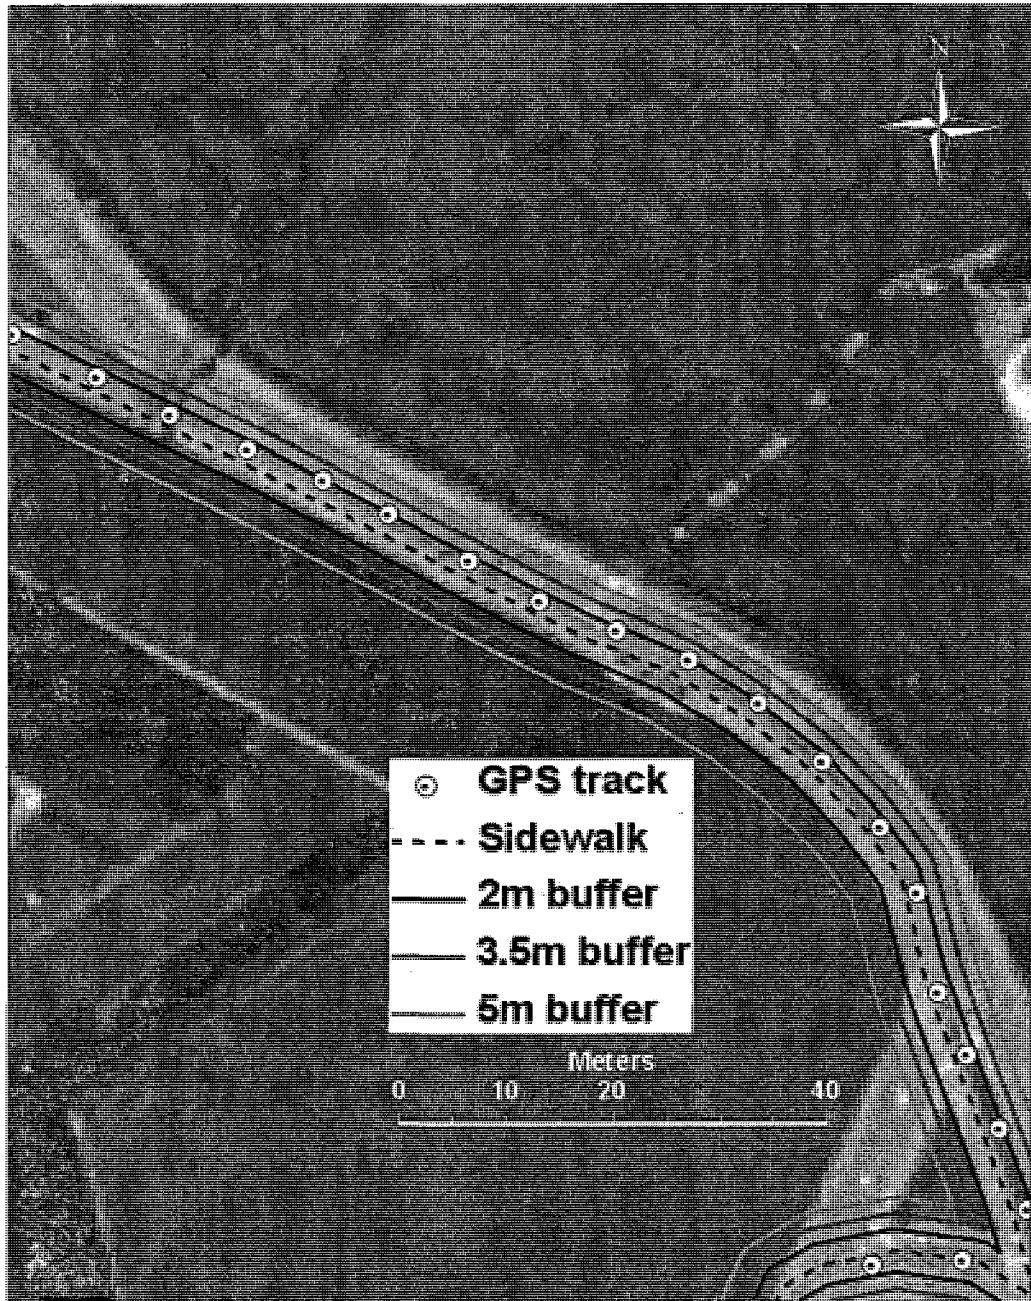 N
GPS track
Sidewalk
2m buffer
3.5m buffer
5m buffer
Meters
0 10 20 40